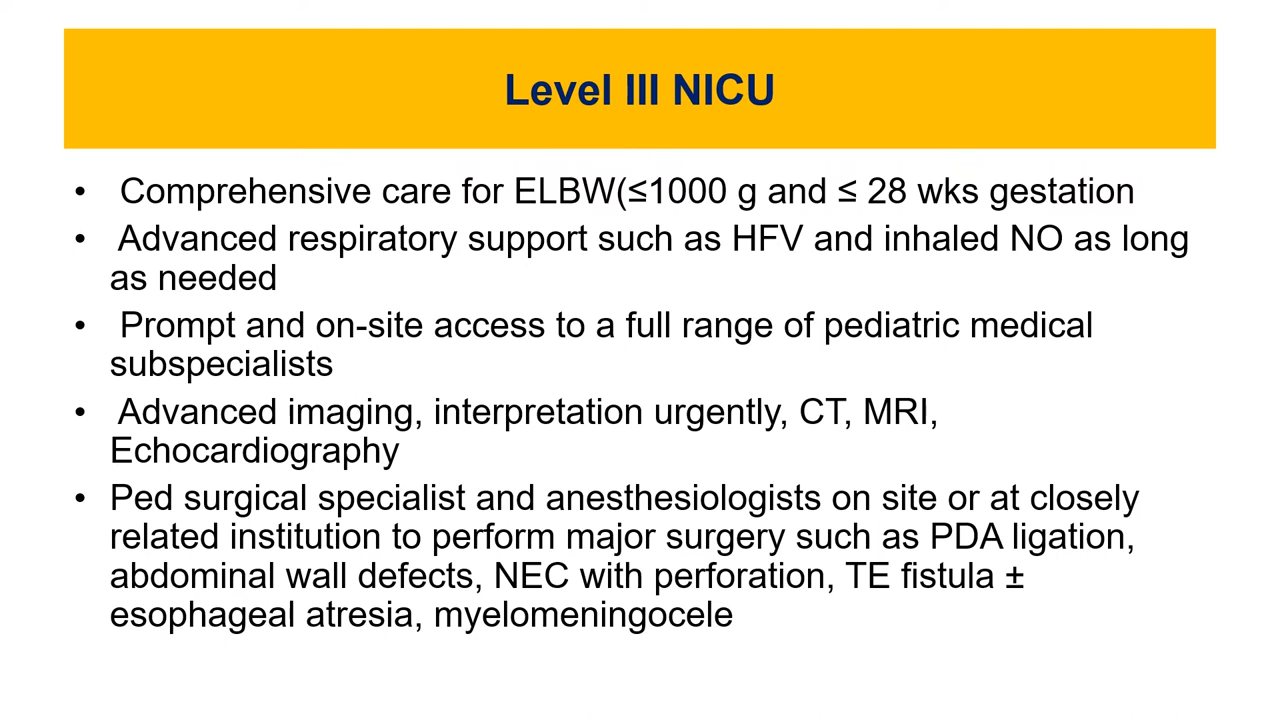 Level III NICU
• Comprehensive care for ELBW(≤1000 g and ≤ 28 wks gestation
• Advanced respiratory support such as HFV and inhaled NO as long
as needed
• Prompt and on-site access to a full range of pediatric medical
subspecialists
• Advanced imaging, interpretation urgently, CT, MRI,
Echocardiography
• Ped surgical specialist and anesthesiologists on site or at closely
related institution to perform major surgery such as PDA ligation,
abdominal wall defects, NEC with perforation, TE fistula ±
esophageal atresia, myelomeningocele